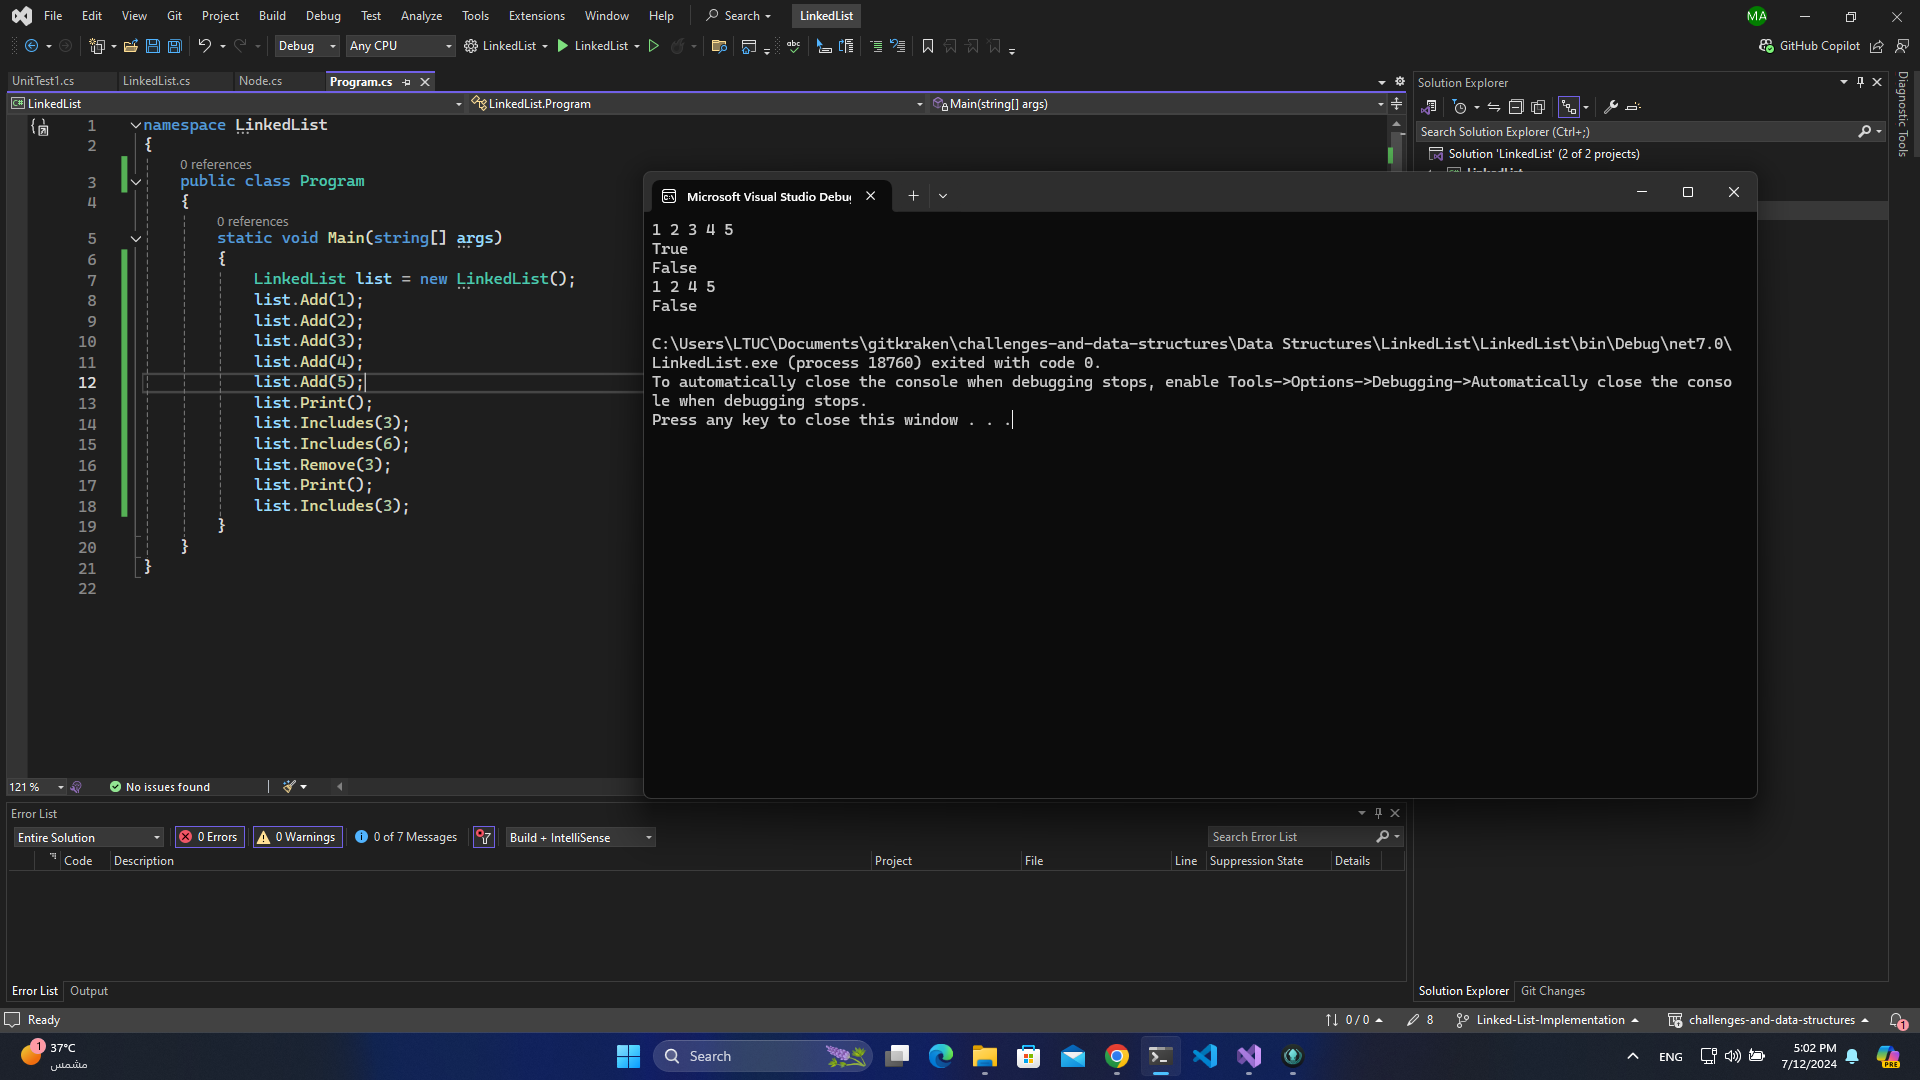 File Edit View Git Project Build Debug Test Analyze Tools Extensions Window Help Search LinkedList MA
Debug Any CPU LinkedList LinkedList GitHub Copilot
UnitTest1.cs LinkedList.cs Node.cs Program.cs
LinkedList LinkedList.Program Main(string[] args)
1 namespace LinkedList
2 {
0 references
3 public class Program
4 {
0 references
5 static void Main(string[] args)
6 {
7 LinkedList list = new LinkedList();
8 list.Add(1);
9 list.Add(2);
10 list.Add(3);
11 list.Add(4);
12 list.Add(5);
13 list.Print();
14 list.Includes(3);
15 list.Includes(6);
16 list.Remove(3);
17 list.Print();
18 list.Includes(3);
19 }
20 }
21 }
22
121 % No issues found
Microsoft Visual Studio Debu
1 2 3 4 5
True
False
1 2 4 5
False
C:\Users\LTUC\Documents\gitkraken\challenges-and-data-structures\Data Structures\LinkedList\LinkedList\bin\Debug\net7.0\
LinkedList.exe (process 18760) exited with code 0.
To automatically close the console when debugging stops, enable Tools->Options->Debugging->Automatically close the conso
le when debugging stops.
Press any key to close this window . . .
Solution Explorer
Search Solution Explorer (Ctrl+;)
Solution 'LinkedList' (2 of 2 projects)
Diagnostic Tools
Error List
Entire Solution 0 Errors 0 Warnings 0 of 7 Messages Build + IntelliSense Search Error List
Code Description Project File Line Suppression State Details
Error List Output
Solution Explorer Git Changes
Ready 0 / 0 8 Linked-List-Implementation challenges-and-data-structures 1
1 37°C
مشمس
Search
ENG
5:02 PM
7/12/2024
PRE